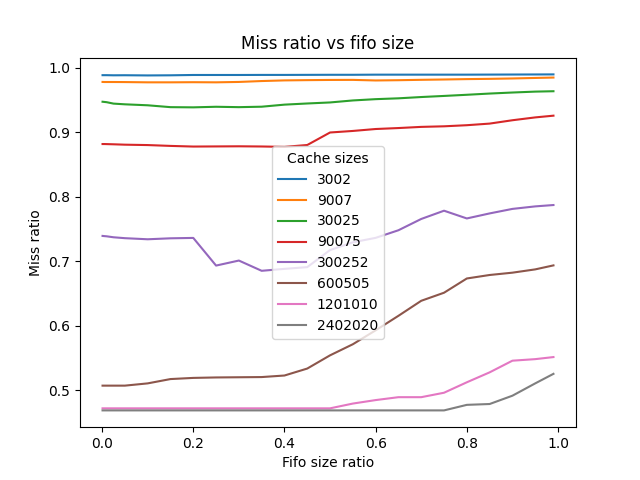 Miss ratio vs fifo size
1.0
0.9
0.8
0.7
0.6
0.5
Miss ratio
Cache sizes
3002
9007
30025
90075
300252
600505
1201010
2402020
0.0 0.2 0.4 0.6 0.8 1.0
Fifo size ratio